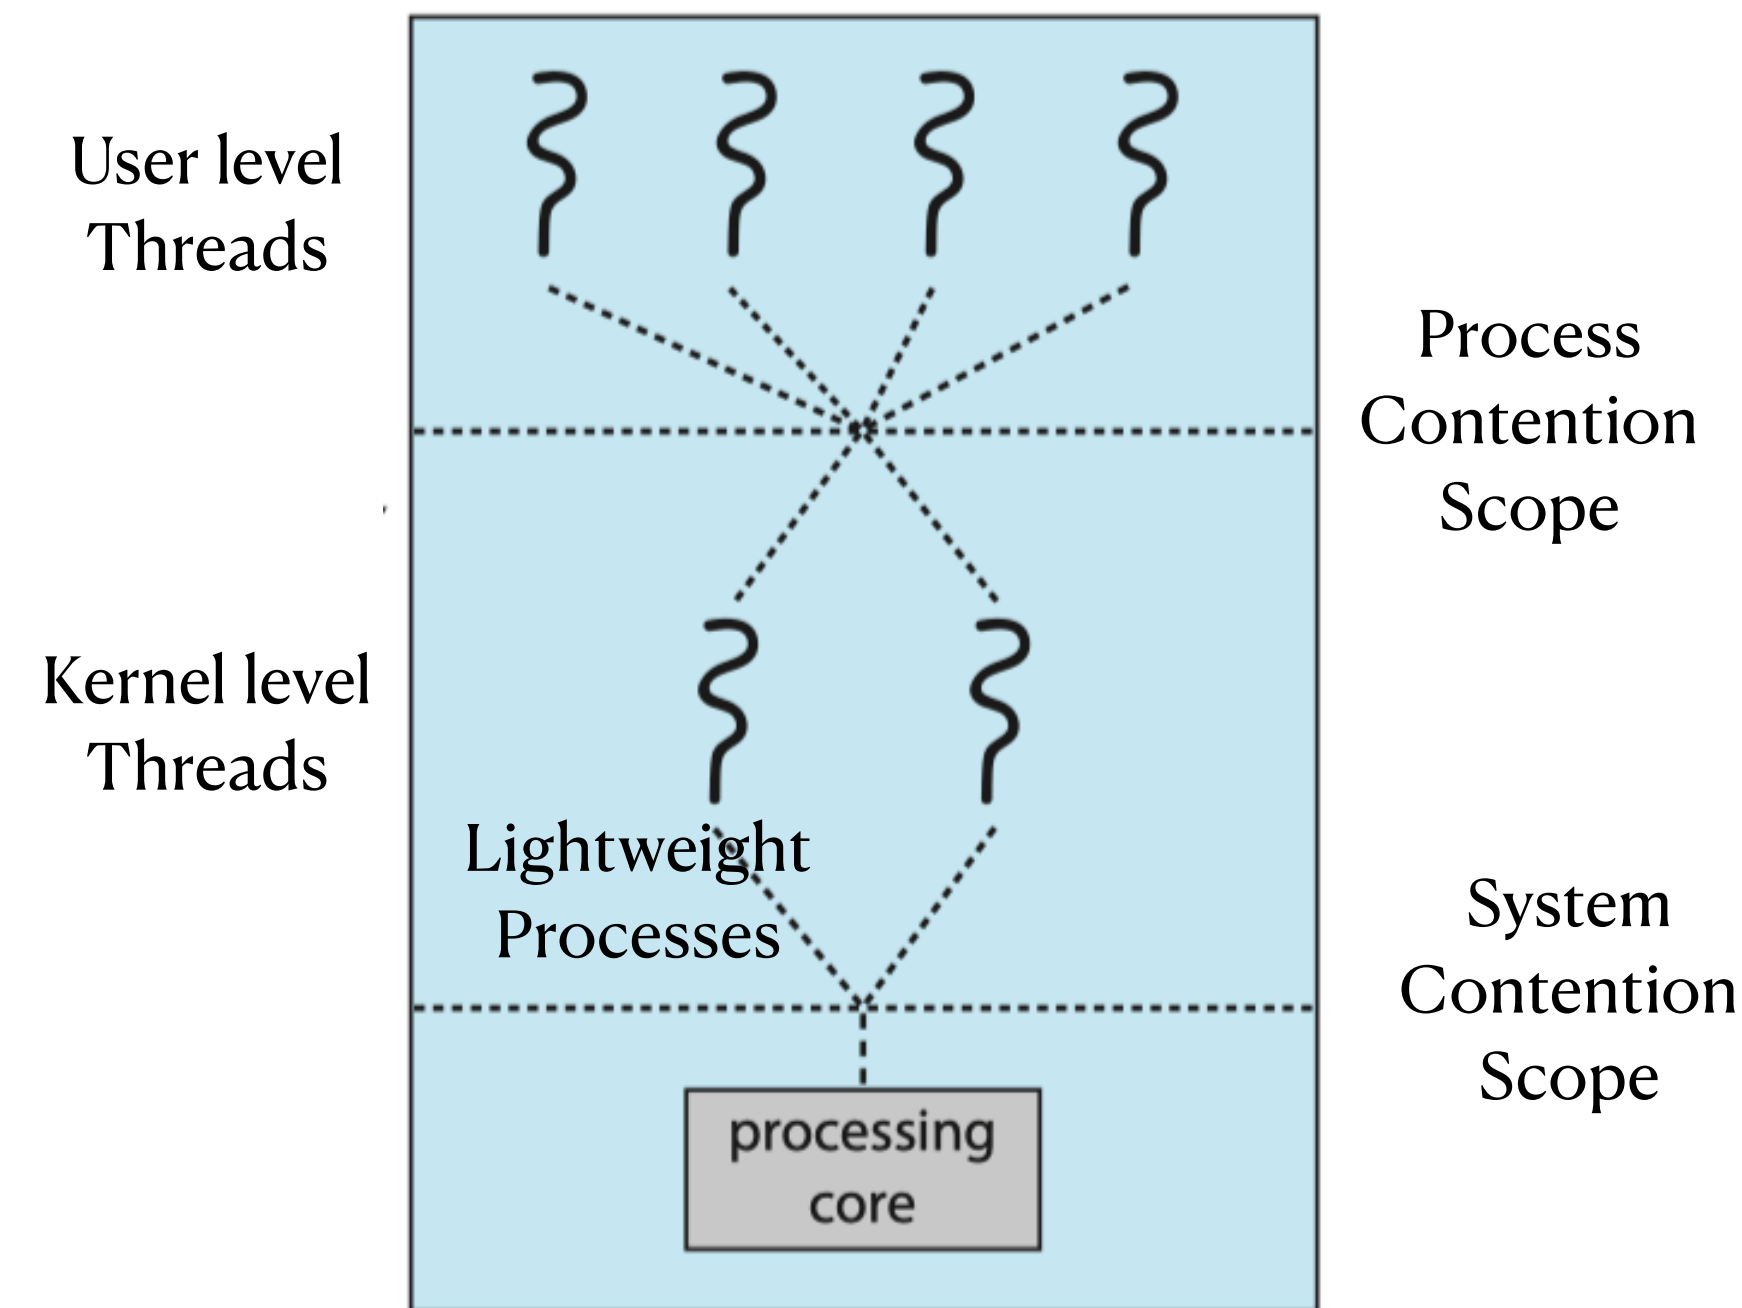 User level
Threads
Process
Contention
Scope
Kernel level
Threads
Lightweight
Processes
System
Contention
Scope
processing
core